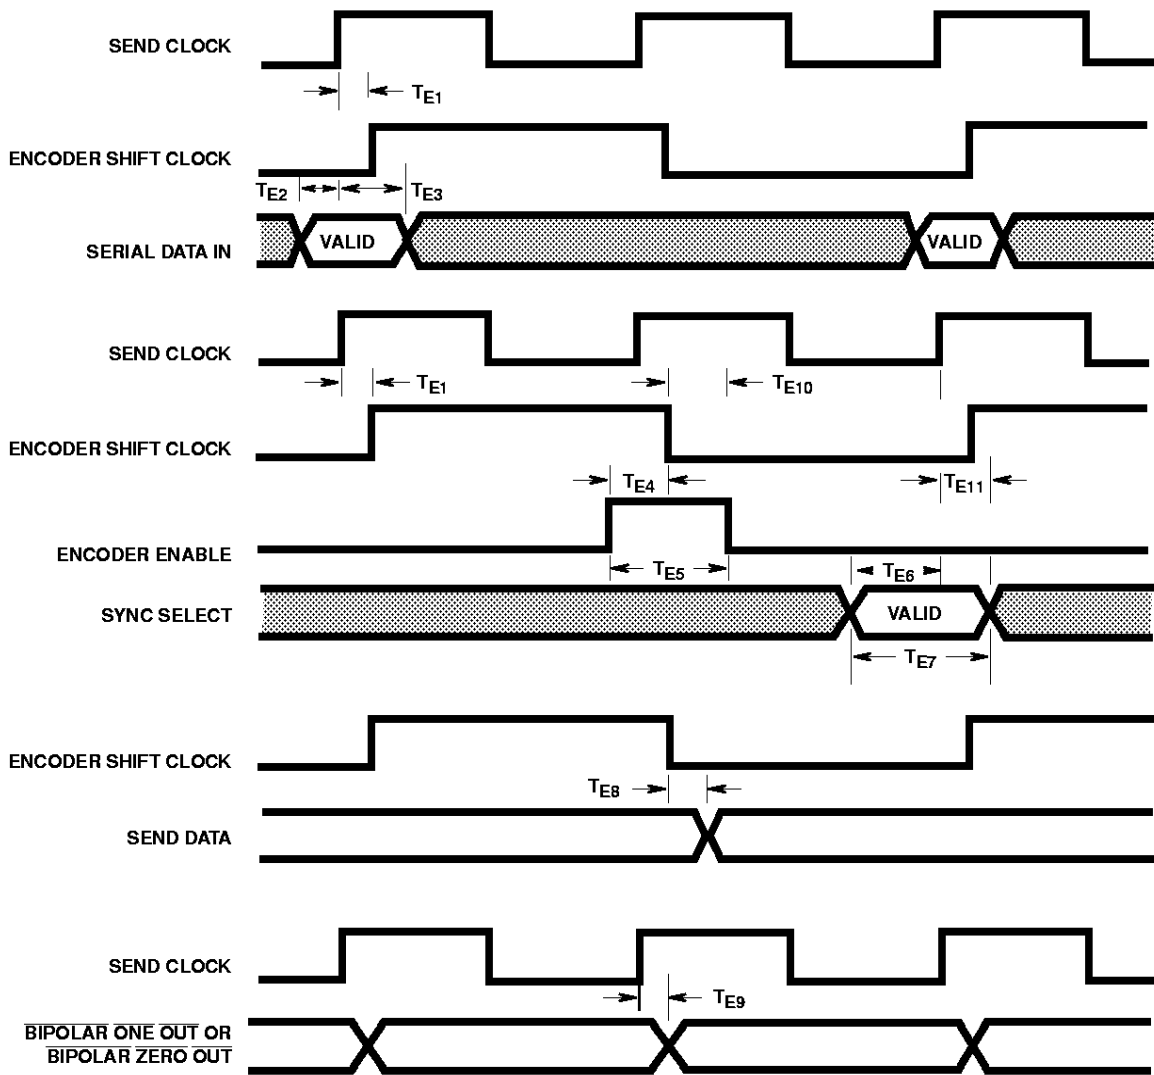 SEND CLOCK
TE1
ENCODER SHIFT CLOCK
TE2
TE3
VALID
VALID
SERIAL DATA IN
SEND CLOCK
TE1
TE10
ENCODER SHIFT CLOCK
TE4
TE11
ENCODER ENABLE
TE5
TE6
SYNC SELECT
VALID
TE7
ENCODER SHIFT CLOCK
TE8
SEND DATA
SEND CLOCK
TE9
BIPOLAR ONE OUT OR
BIPOLAR ZERO OUT